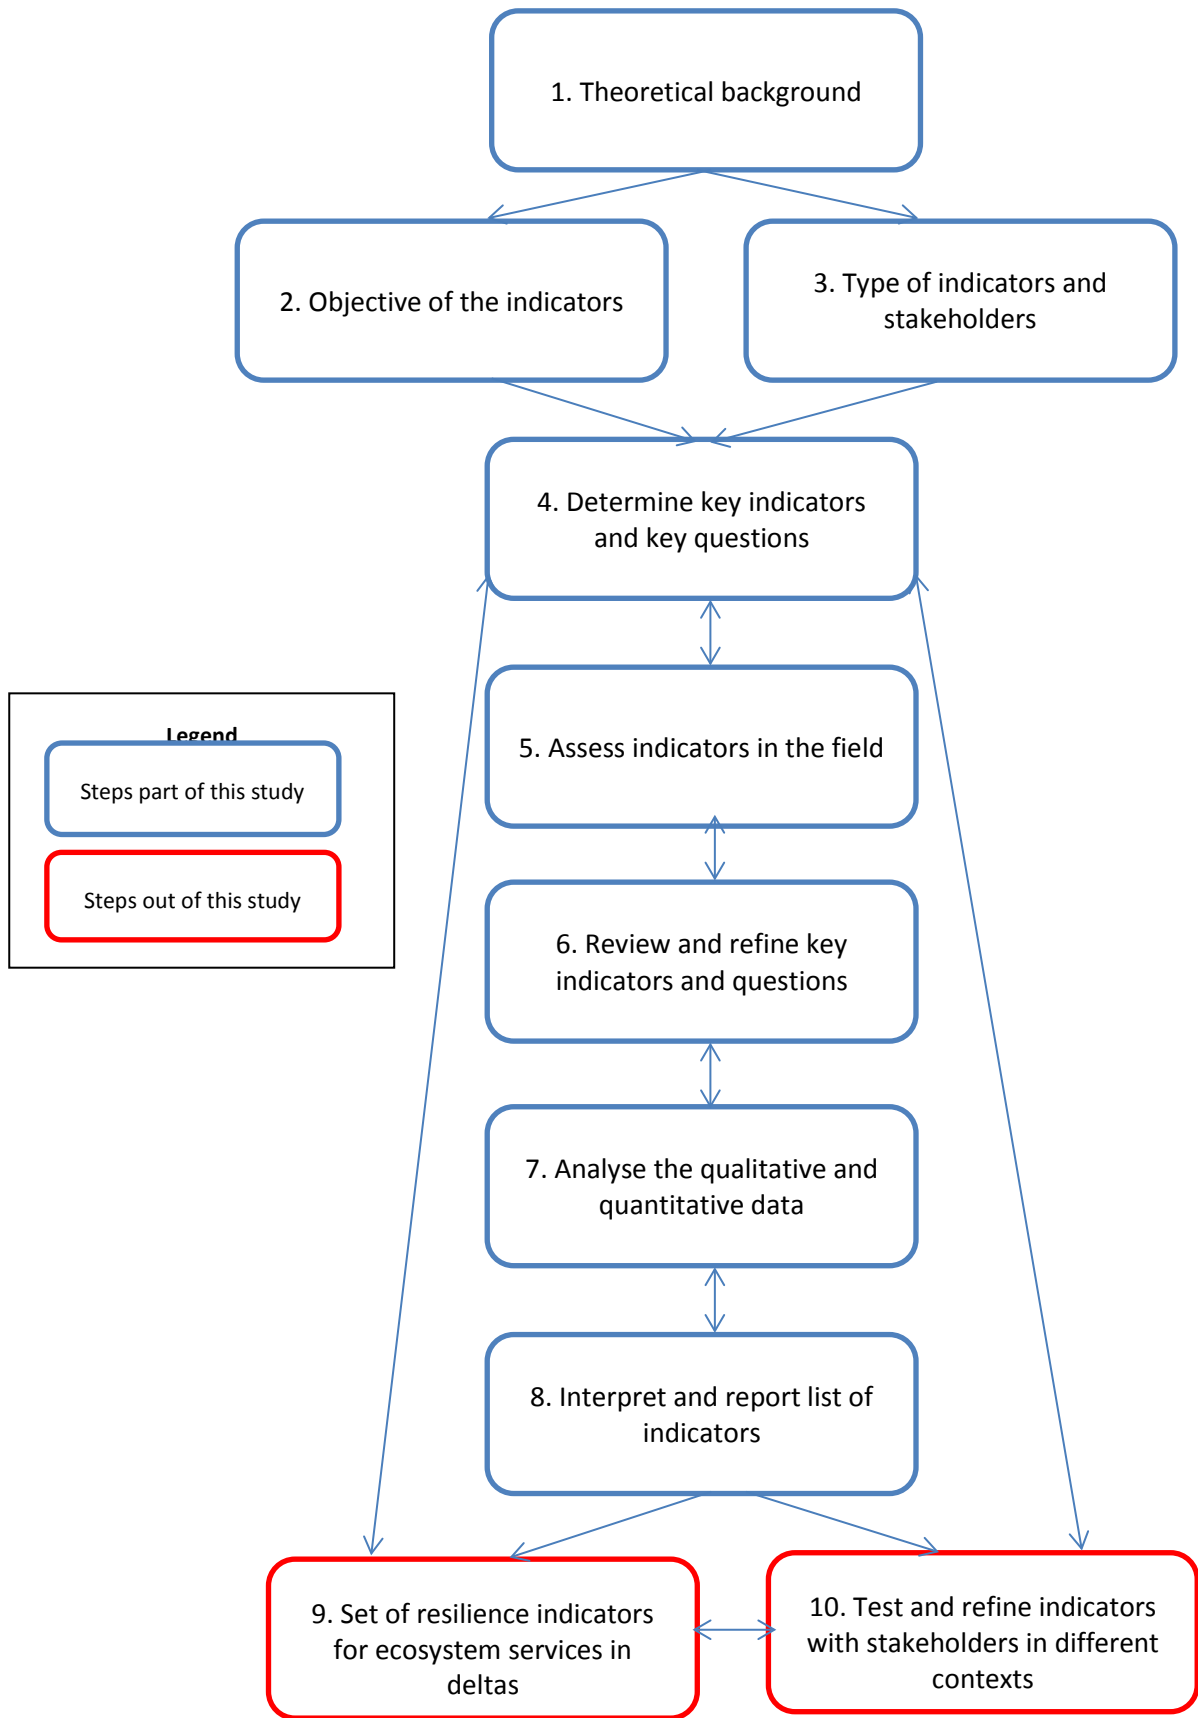 1. Theoretical background
2. Objective of the indicators
3. Type of indicators and
stakeholders
4. Determine key indicators
and key questions
5. Assess indicators in the field
Legend
Steps part of this study
Steps out of this study
6. Review and refine key
indicators and questions
7. Analyse the qualitative and
quantitative data
8. Interpret and report list of
indicators
9. Set of resilience indicators
for ecosystem services in
deltas
10. Test and refine indicators
with stakeholders in different
contexts